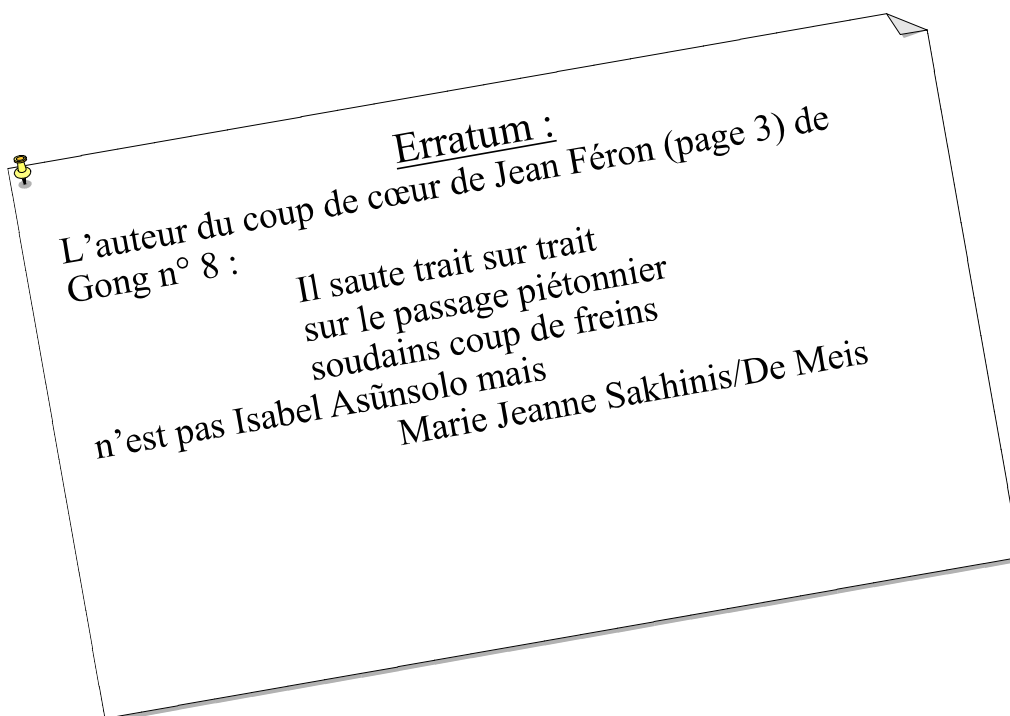 Erratum :
L’auteur du coup de cœur de Jean Féron (page 3) de
Gong n° 8 :
Il saute trait sur trait
sur le passage piétonnier
soudains coup de freins
n’est pas Isabel Asũnsolo mais
Marie Jeanne Sakhinis/De Meis